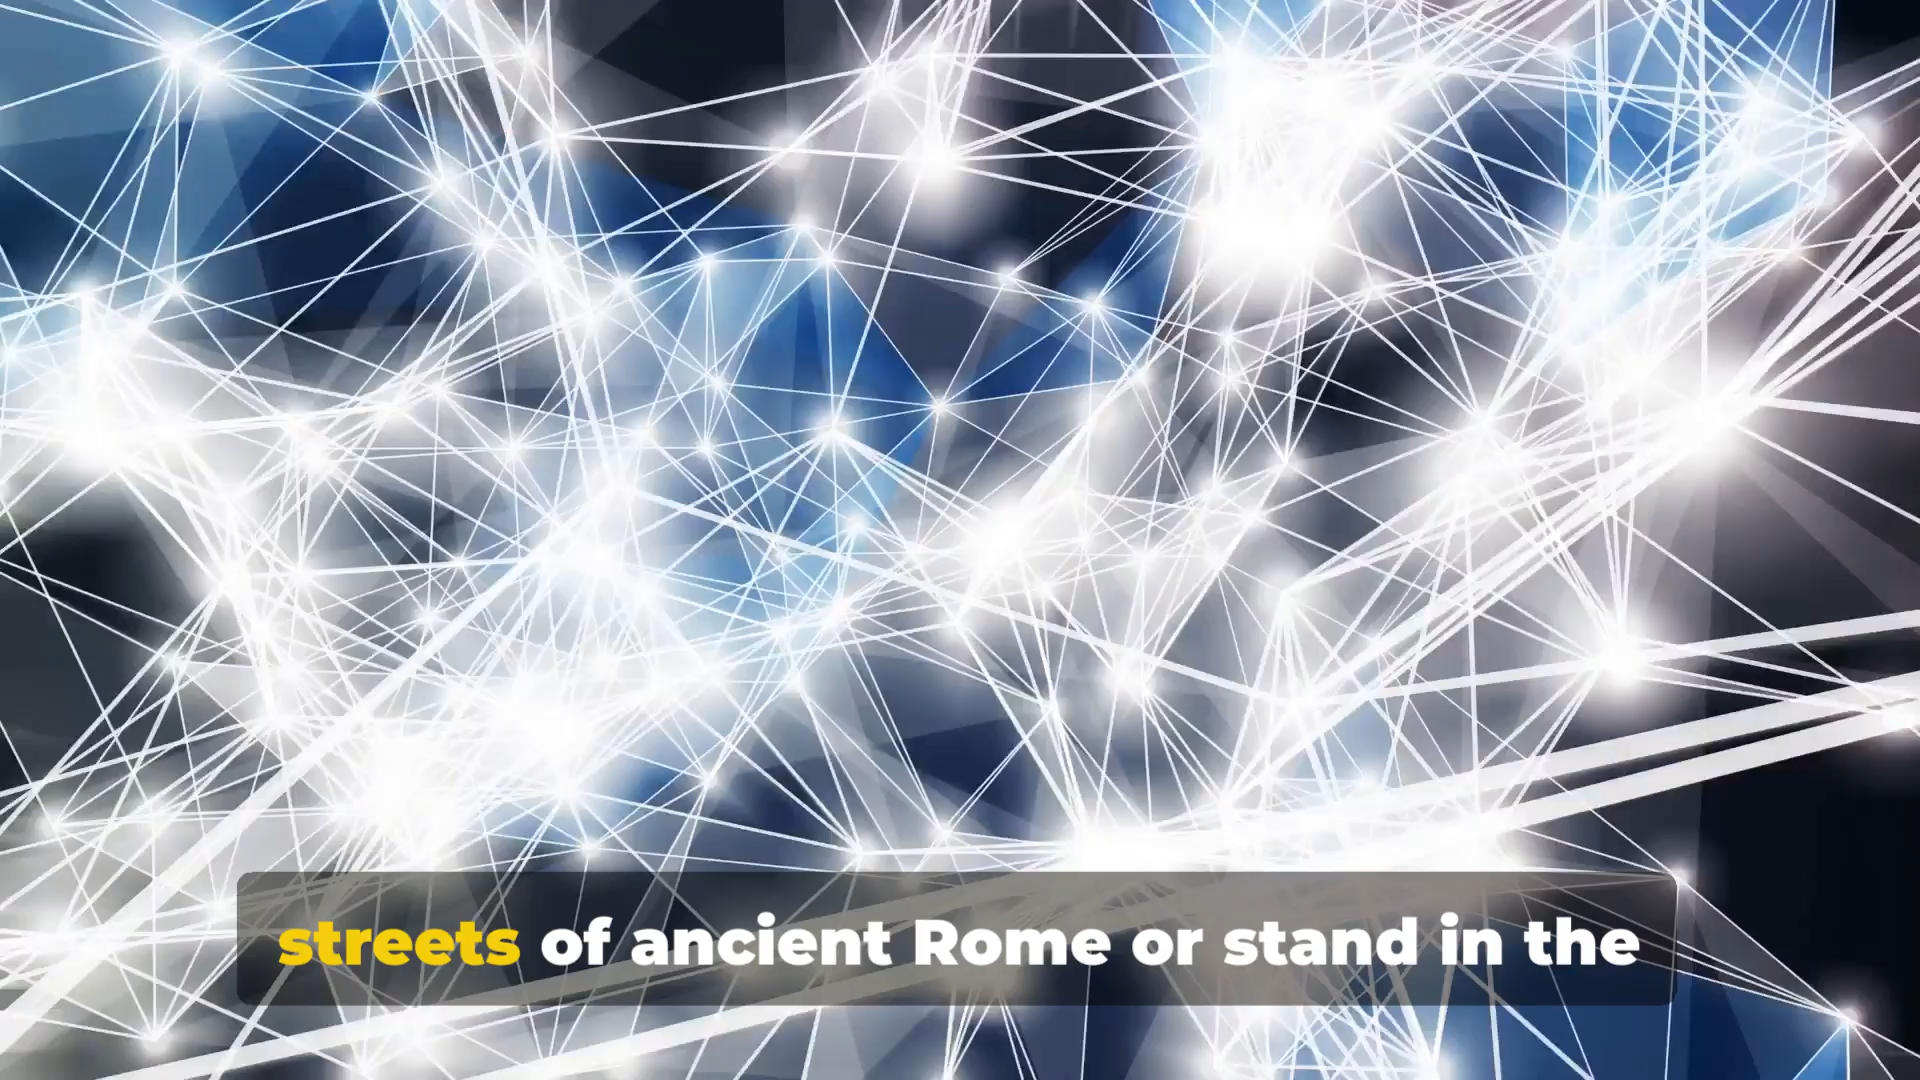 streets of ancient Rome or stand in the